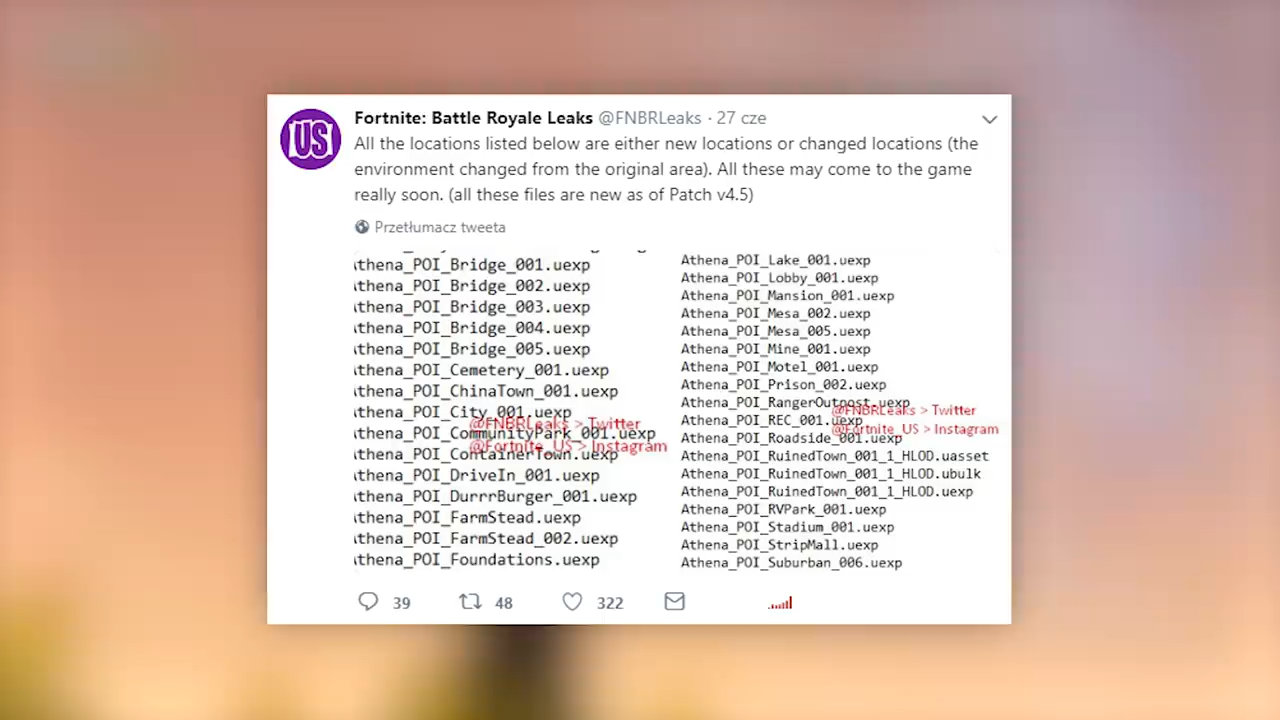 US
Fortnite: Battle Royale Leaks @FNBRLeaks · 27 cze
All the locations listed below are either new locations or changed locations (the
environment changed from the original area). All these may come to the game
really soon. (all these files are new as of Patch v4.5)
Przetłumacz tweeta
thena_POI_Bridge_001.uexp
thena_POI_Bridge_002.uexp
thena_POI_Bridge_003.uexp
thena_POI_Bridge_004.uexp
thena_POI_Bridge_005.uexp
thena_POI_Cemetery_001.uexp
thena_POI_ChinaTown_001.uexp
thena_POI_City_001.uexp
@FNBRLeaks > Twitter
thena_POI_CommunityPark_001.uexp
@Fortnite_US > Instagram
thena_POI_ContainerTown.uexp
thena_POI_DriveIn_001.uexp
thena_POI_DurrrBurger_001.uexp
thena_POI_FarmStead.uexp
thena_POI_FarmStead_002.uexp
thena_POI_Foundations.uexp
Athena_POI_Lake_001.uexp
Athena_POI_Lobby_001.uexp
Athena_POI_Mansion_001.uexp
Athena_POI_Mesa_002.uexp
Athena_POI_Mesa_005.uexp
Athena_POI_Mine_001.uexp
Athena_POI_Motel_001.uexp
Athena_POI_Prison_002.uexp
Athena_POI_RangerOutpost.uexp
@FNBRLeaks > Twitter
Athena_POI_REC_001.uexp
@Fortnite_US > Instagram
Athena_POI_Roadside_001.uexp
Athena_POI_RuinedTown_001_1_HLOD.uasset
Athena_POI_RuinedTown_001_1_HLOD.ubulk
Athena_POI_RuinedTown_001_1_HLOD.uexp
Athena_POI_RVPark_001.uexp
Athena_POI_Stadium_001.uexp
Athena_POI_StripMall.uexp
Athena_POI_Suburban_006.uexp
39 48 322